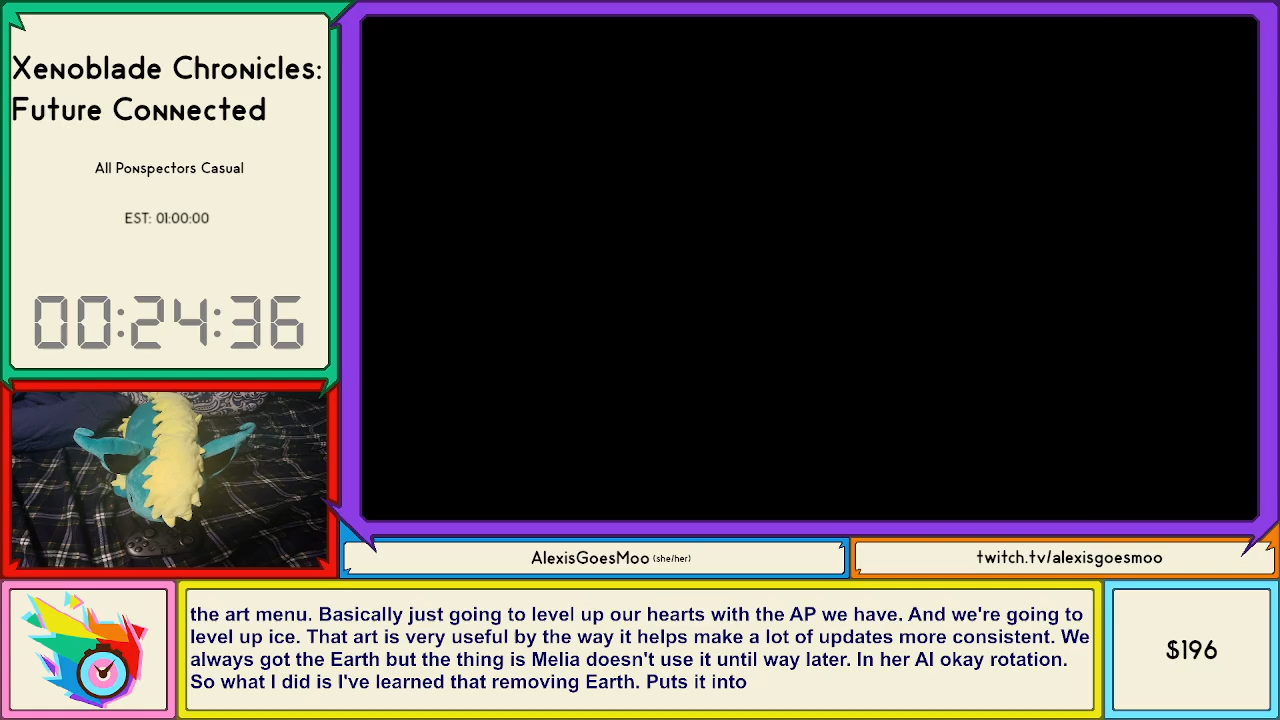 Xenoblade Chronicles:
Future Connected
All Ponspectors Casual
EST: 01:00:00
00:24:36
AlexisGoesMoo (she/her)
twitch.tv/alexisgoesmoo
the art menu. Basically just going to level up our hearts with the AP we have. And we're going to
level up ice. That art is very useful by the way it helps make a lot of updates more consistent. We
always got the Earth but the thing is Melia doesn't use it until way later. In her AI okay rotation.
So what I did is I've learned that removing Earth. Puts it into
$196